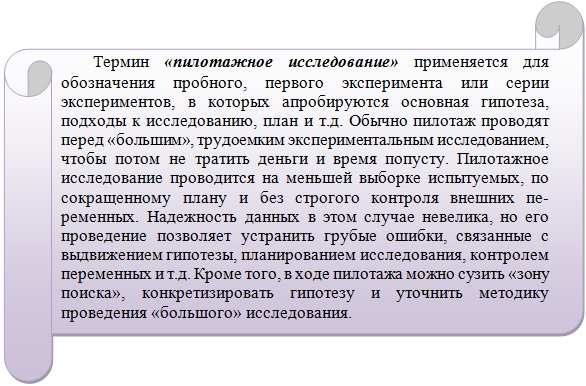 Термин «пилотажное исследование» применяется для
обозначения пробного, первого эксперимента или серии
экспериментов, в которых апробируются основная гипотеза,
подходы к исследованию, план и т.д. Обычно пилотаж проводят
перед «большим», трудоемким экспериментальным исследованием,
чтобы потом не тратить деньги и время попусту. Пилотажное
исследование проводится на меньшей выборке испытуемых, по
сокращенному плану и без строгого контроля внешних пе-
ременных. Надежность данных в этом случае невелика, но его
проведение позволяет устранить грубые ошибки, связанные с
выдвижением гипотезы, планированием исследования, контролем
переменных и т.д. Кроме того, в ходе пилотажа можно сузить «зону
поиска», конкретизировать гипотезу и уточнить методику
проведения «большого» исследования.